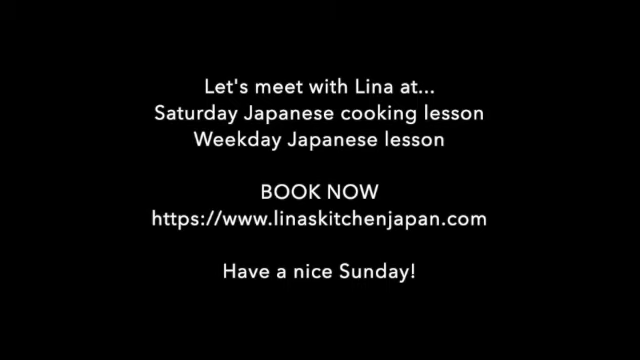 Let's meet with Lina at...
Saturday Japanese cooking lesson
Weekday Japanese lesson
BOOK NOW
https://www.linaskitchenjapan.com
Have a nice Sunday!